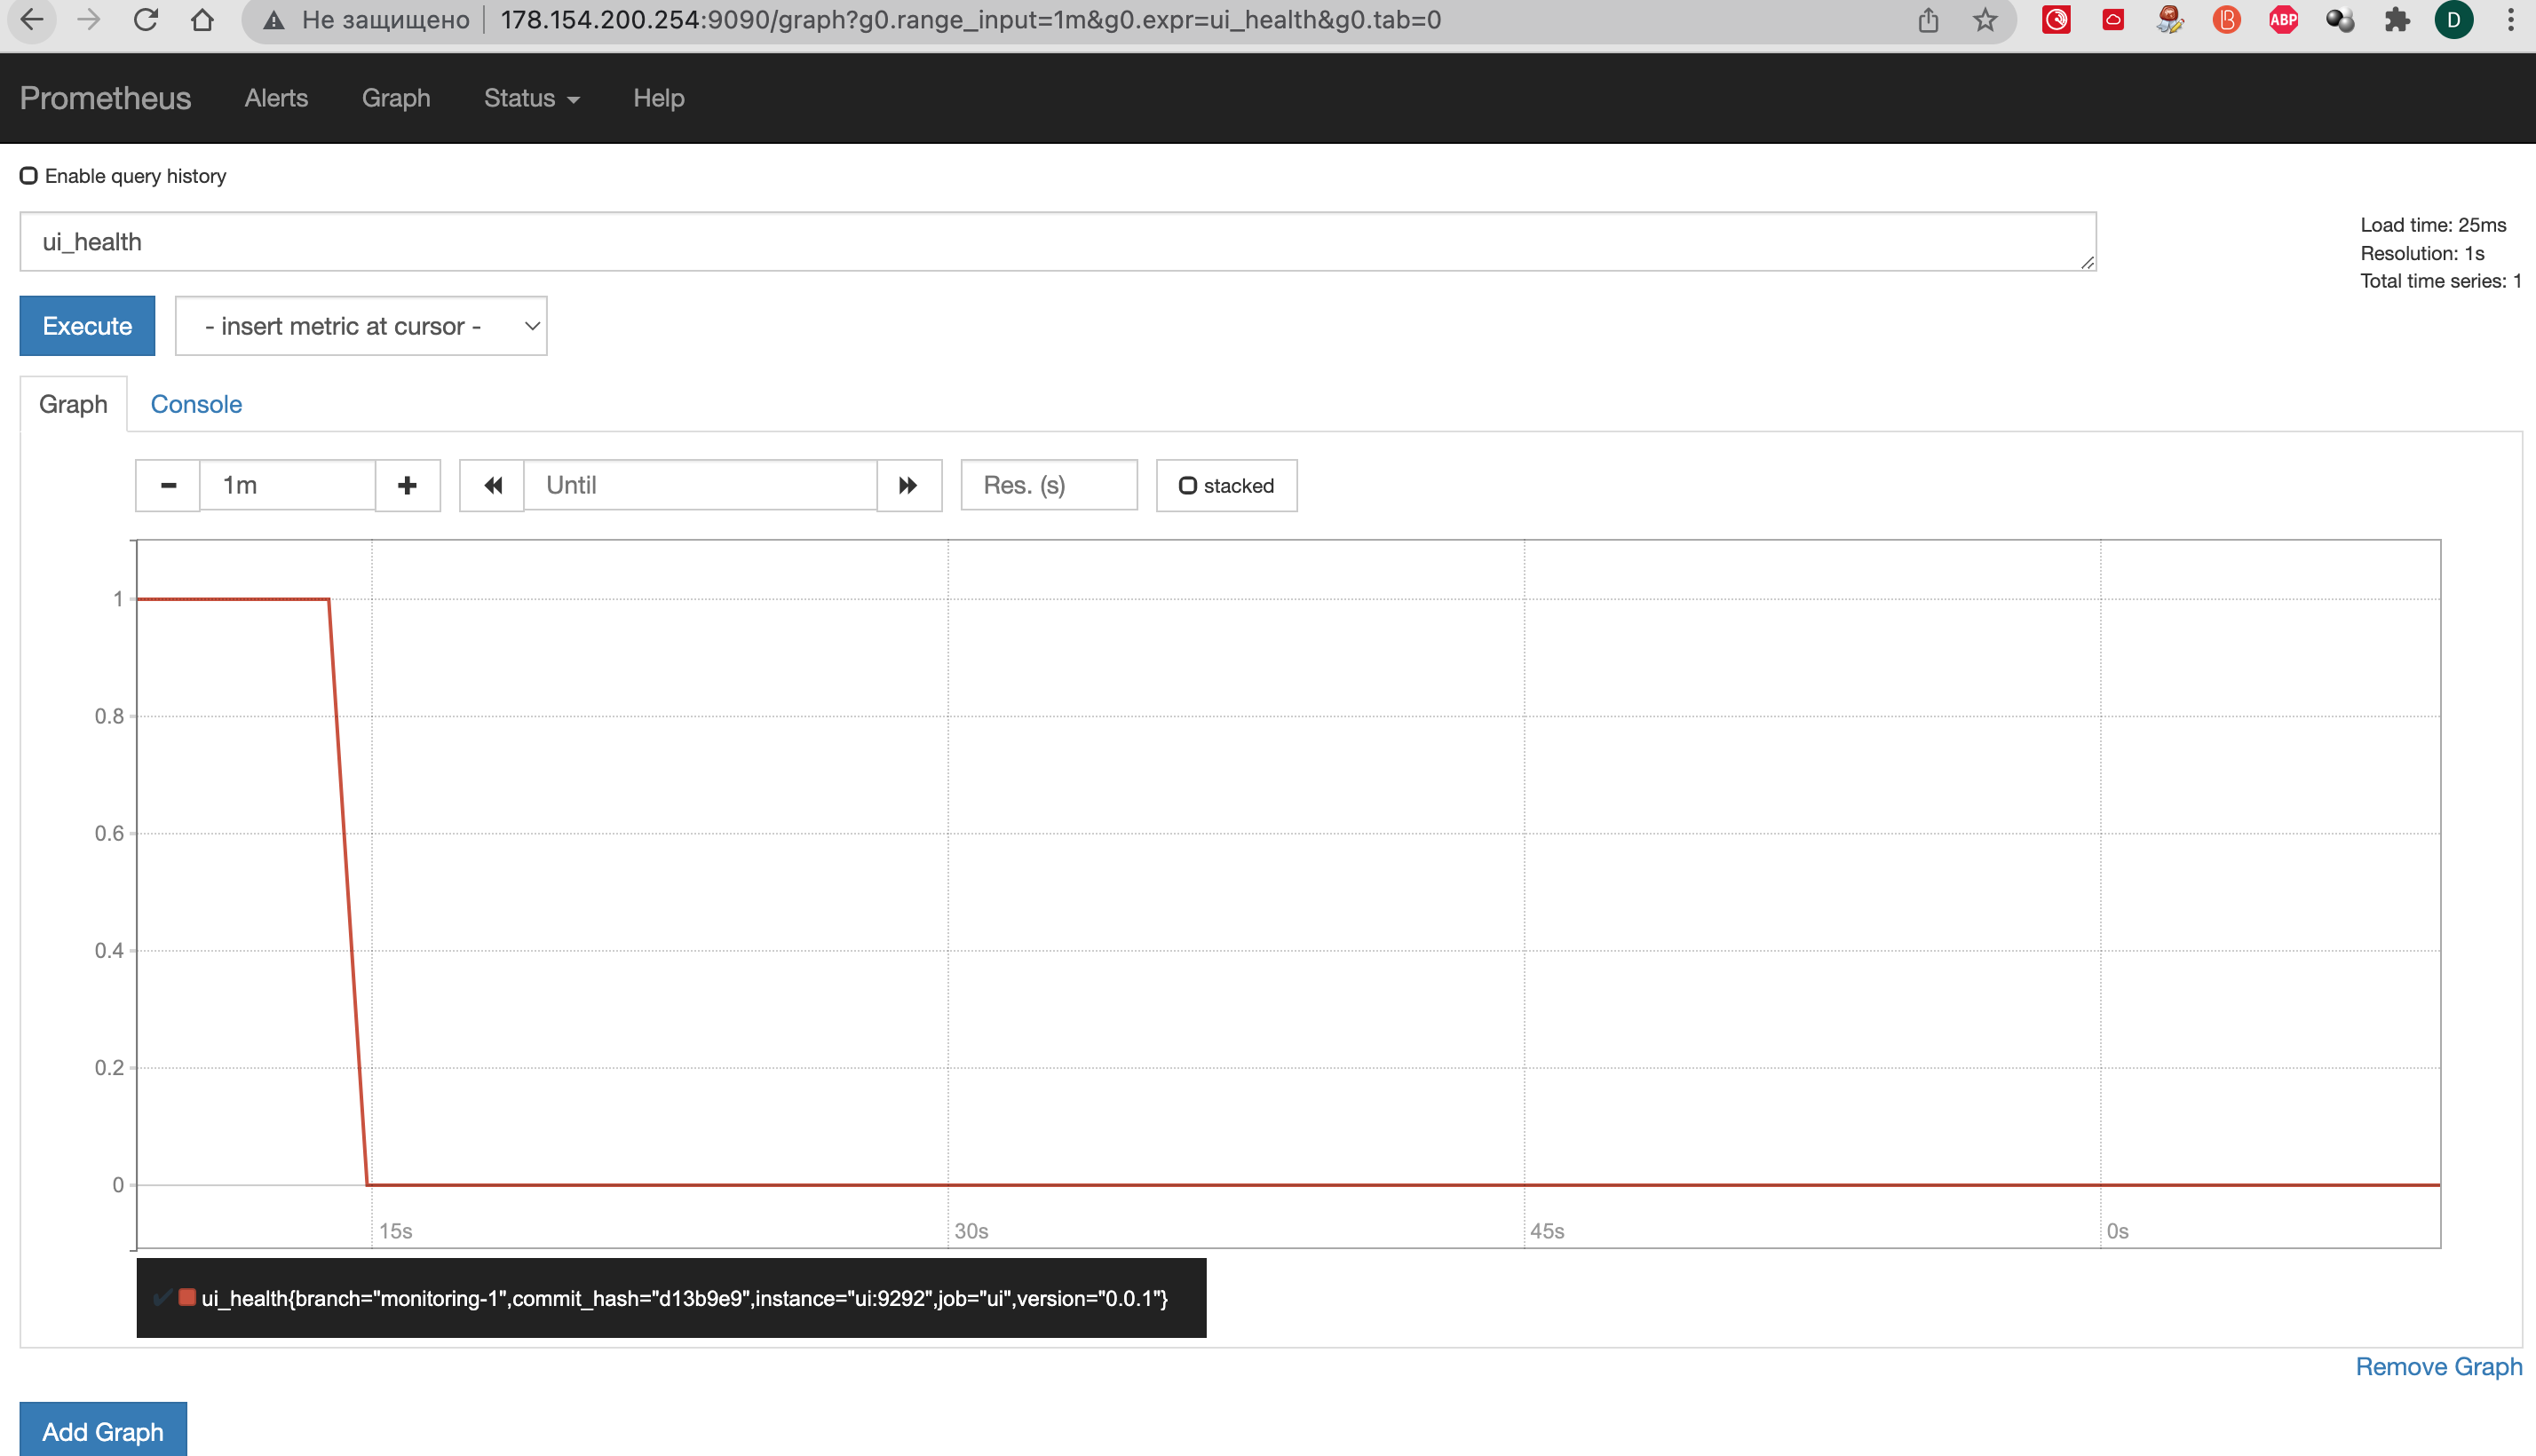 Не защищено 178.154.200.254:9090/graph?g0.range_input=1m&g0.expr=ui_health&g0.tab=0
ABP
D
Prometheus Alerts Graph Status Help
Enable query history
ui_health
Load time: 25ms
Resolution: 1s
Total time series: 1
Execute - insert metric at cursor -
Graph Console
1m Until Res. (s) stacked
1
0.8
0.6
0.4
0.2
0
15s 30s 45s 0s
ui_health{branch="monitoring-1",commit_hash="d13b9e9",instance="ui:9292",job="ui",version="0.0.1"}
Remove Graph
Add Graph